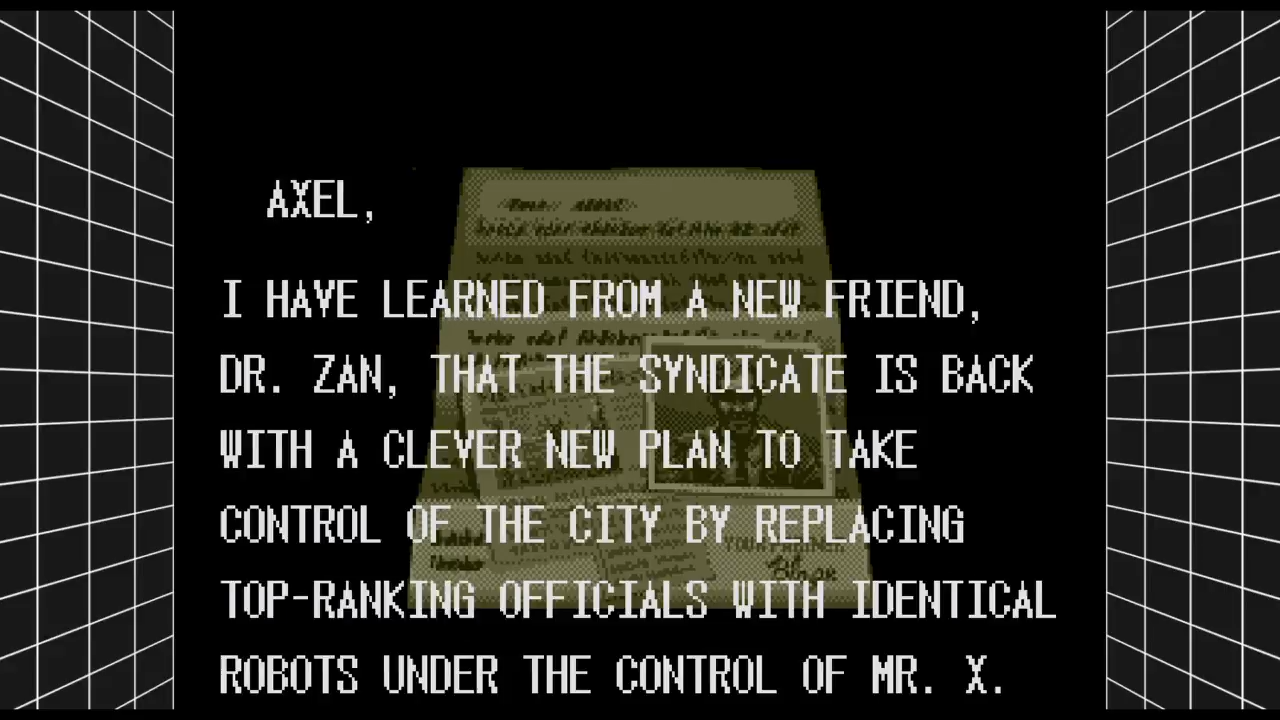 AXEL,
I HAVE LEARNED FROM A NEW FRIEND,
DR. ZAN, THAT THE SYNDICATE IS BACK
WITH A CLEVER NEW PLAN TO TAKE
CONTROL OF THE CITY BY REPLACING
TOP-RANKING OFFICIALS WITH IDENTICAL
ROBOTS UNDER THE CONTROL OF MR. X.